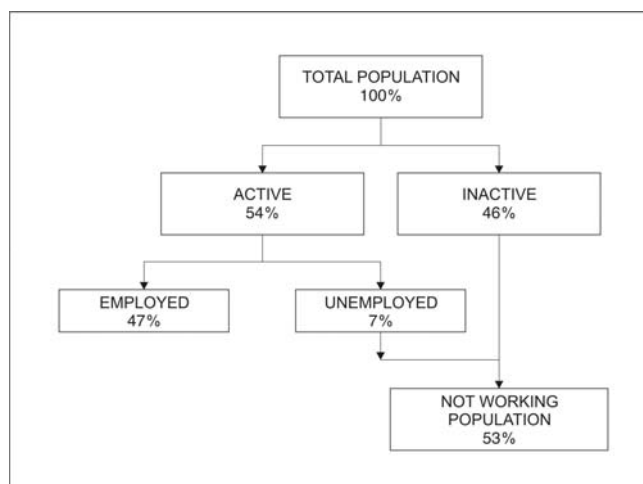 TOTAL POPULATION
100%
ACTIVE
54%
INACTIVE
46%
EMPLOYED
47%
UNEMPLOYED
7%
NOT WORKING
POPULATION
53%